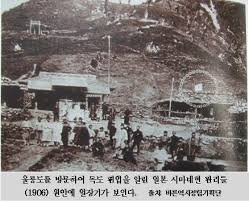 울릉도를 방문하여 독도 편입을 알린 일본 시마네현 관리들
(1906) 원안에 일장기가 보인다. 출처 바른역사정립기획단